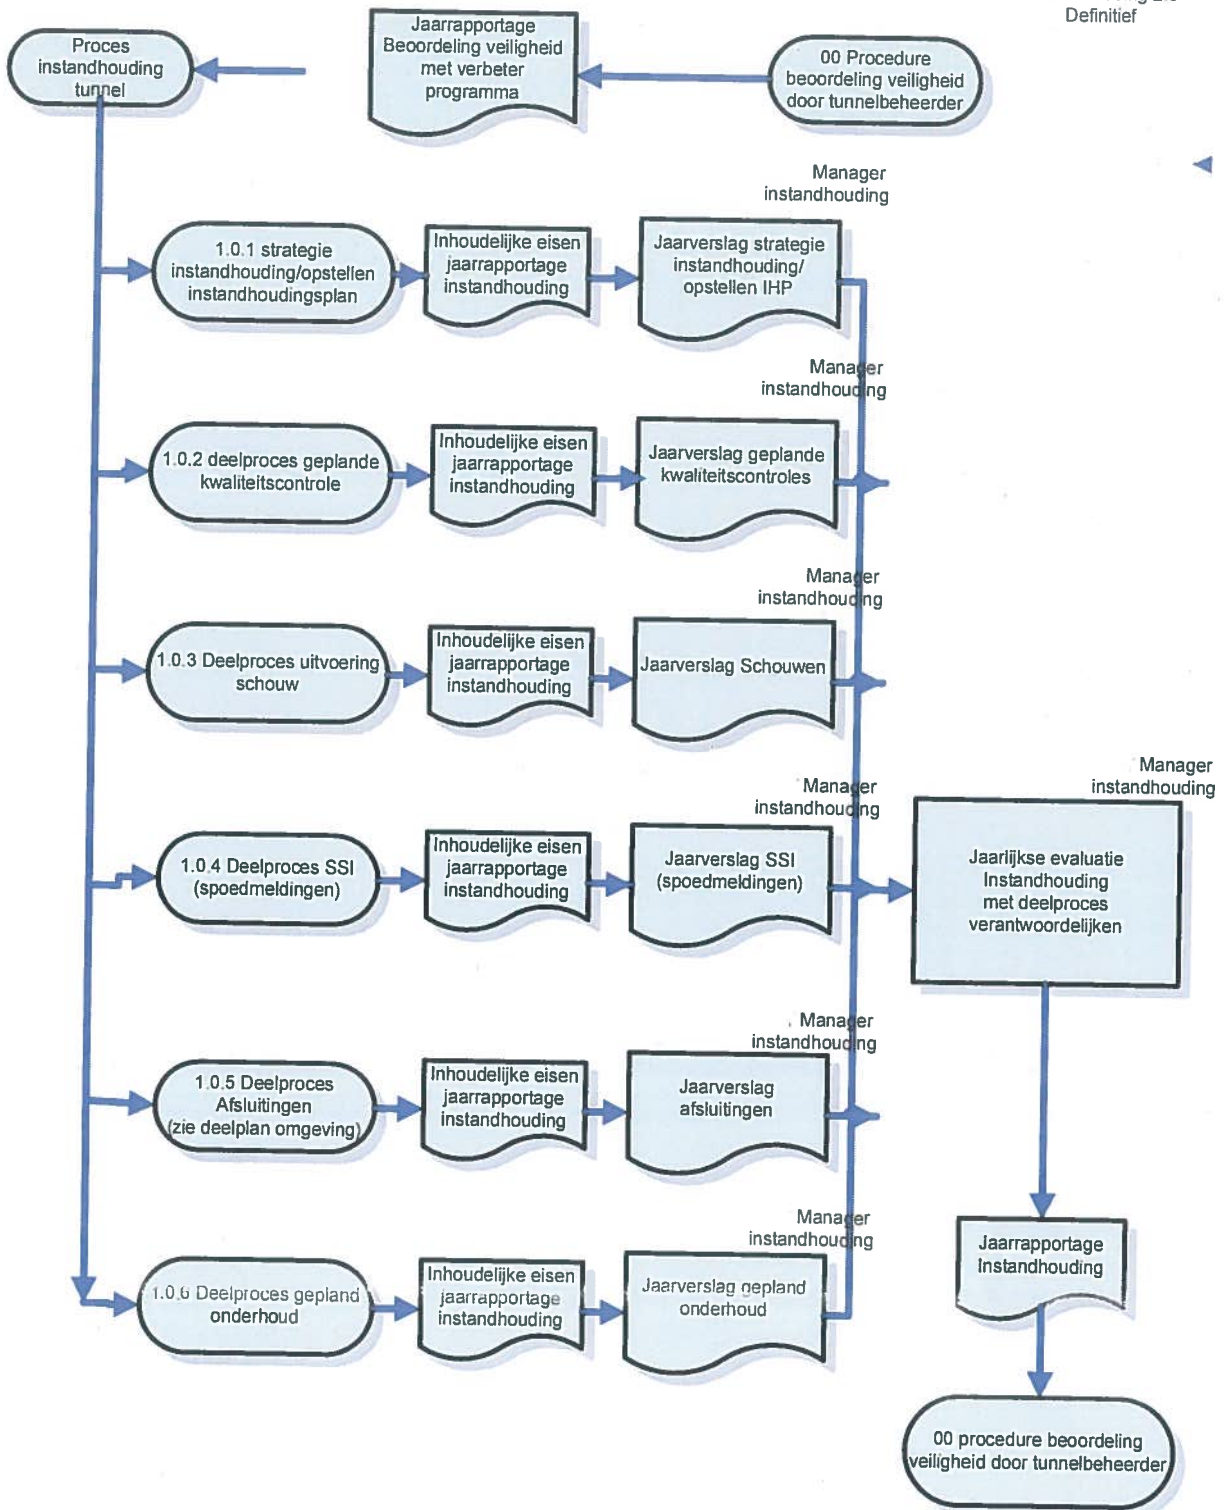 Definitief
Proces
instandhouding
tunnel
Jaarrapportage
Beoordeling veiligheid
met verbeter
programma
00 Procedure
beoordeling veiligheid
door tunnelbeheerder
Manager
instandhouding
1.0.1 strategie
instandhouding/opstellen
instandhoudingsplan
Inhoudelijke eisen
jaarrapportage
instandhouding
Jaarverslag strategie
instandhouding/
opstellen IHP
Manager
instandhouding
1.0.2 deelproces geplande
kwaliteitscontrole
Inhoudelijke eisen
jaarrapportage
instandhouding
Jaarverslag geplande
kwaliteitscontroles
Manager
instandhouding
1.0.3 Deelproces uitvoering
schouw
Inhoudelijke eisen
jaarrapportage
instandhouding
Jaarverslag Schouwen
Manager
instandhouding
1.0.4 Deelproces SSI
(spoedmeldingen)
Inhoudelijke eisen
jaarrapportage
instandhouding
Jaarverslag SSI
(spoedmeldingen)
Manager
instandhouding
Jaarlijkse evaluatie
Instandhouding
met deelproces
verantwoordelijken
Manager
instandhouding
1.0.5 Deelproces
Afsluitingen
(zie deelplan omgeving)
Inhoudelijke eisen
jaarrapportage
instandhouding
Jaarverslag
afsluitingen
Manager
instandhouding
1.0.6 Deelproces gepland
onderhoud
Inhoudelijke eisen
jaarrapportage
instandhouding
Jaarverslag gepland
onderhoud
Jaarrapportage
Instandhouding
00 procedure beoordeling
veiligheid door tunnelbeheerder